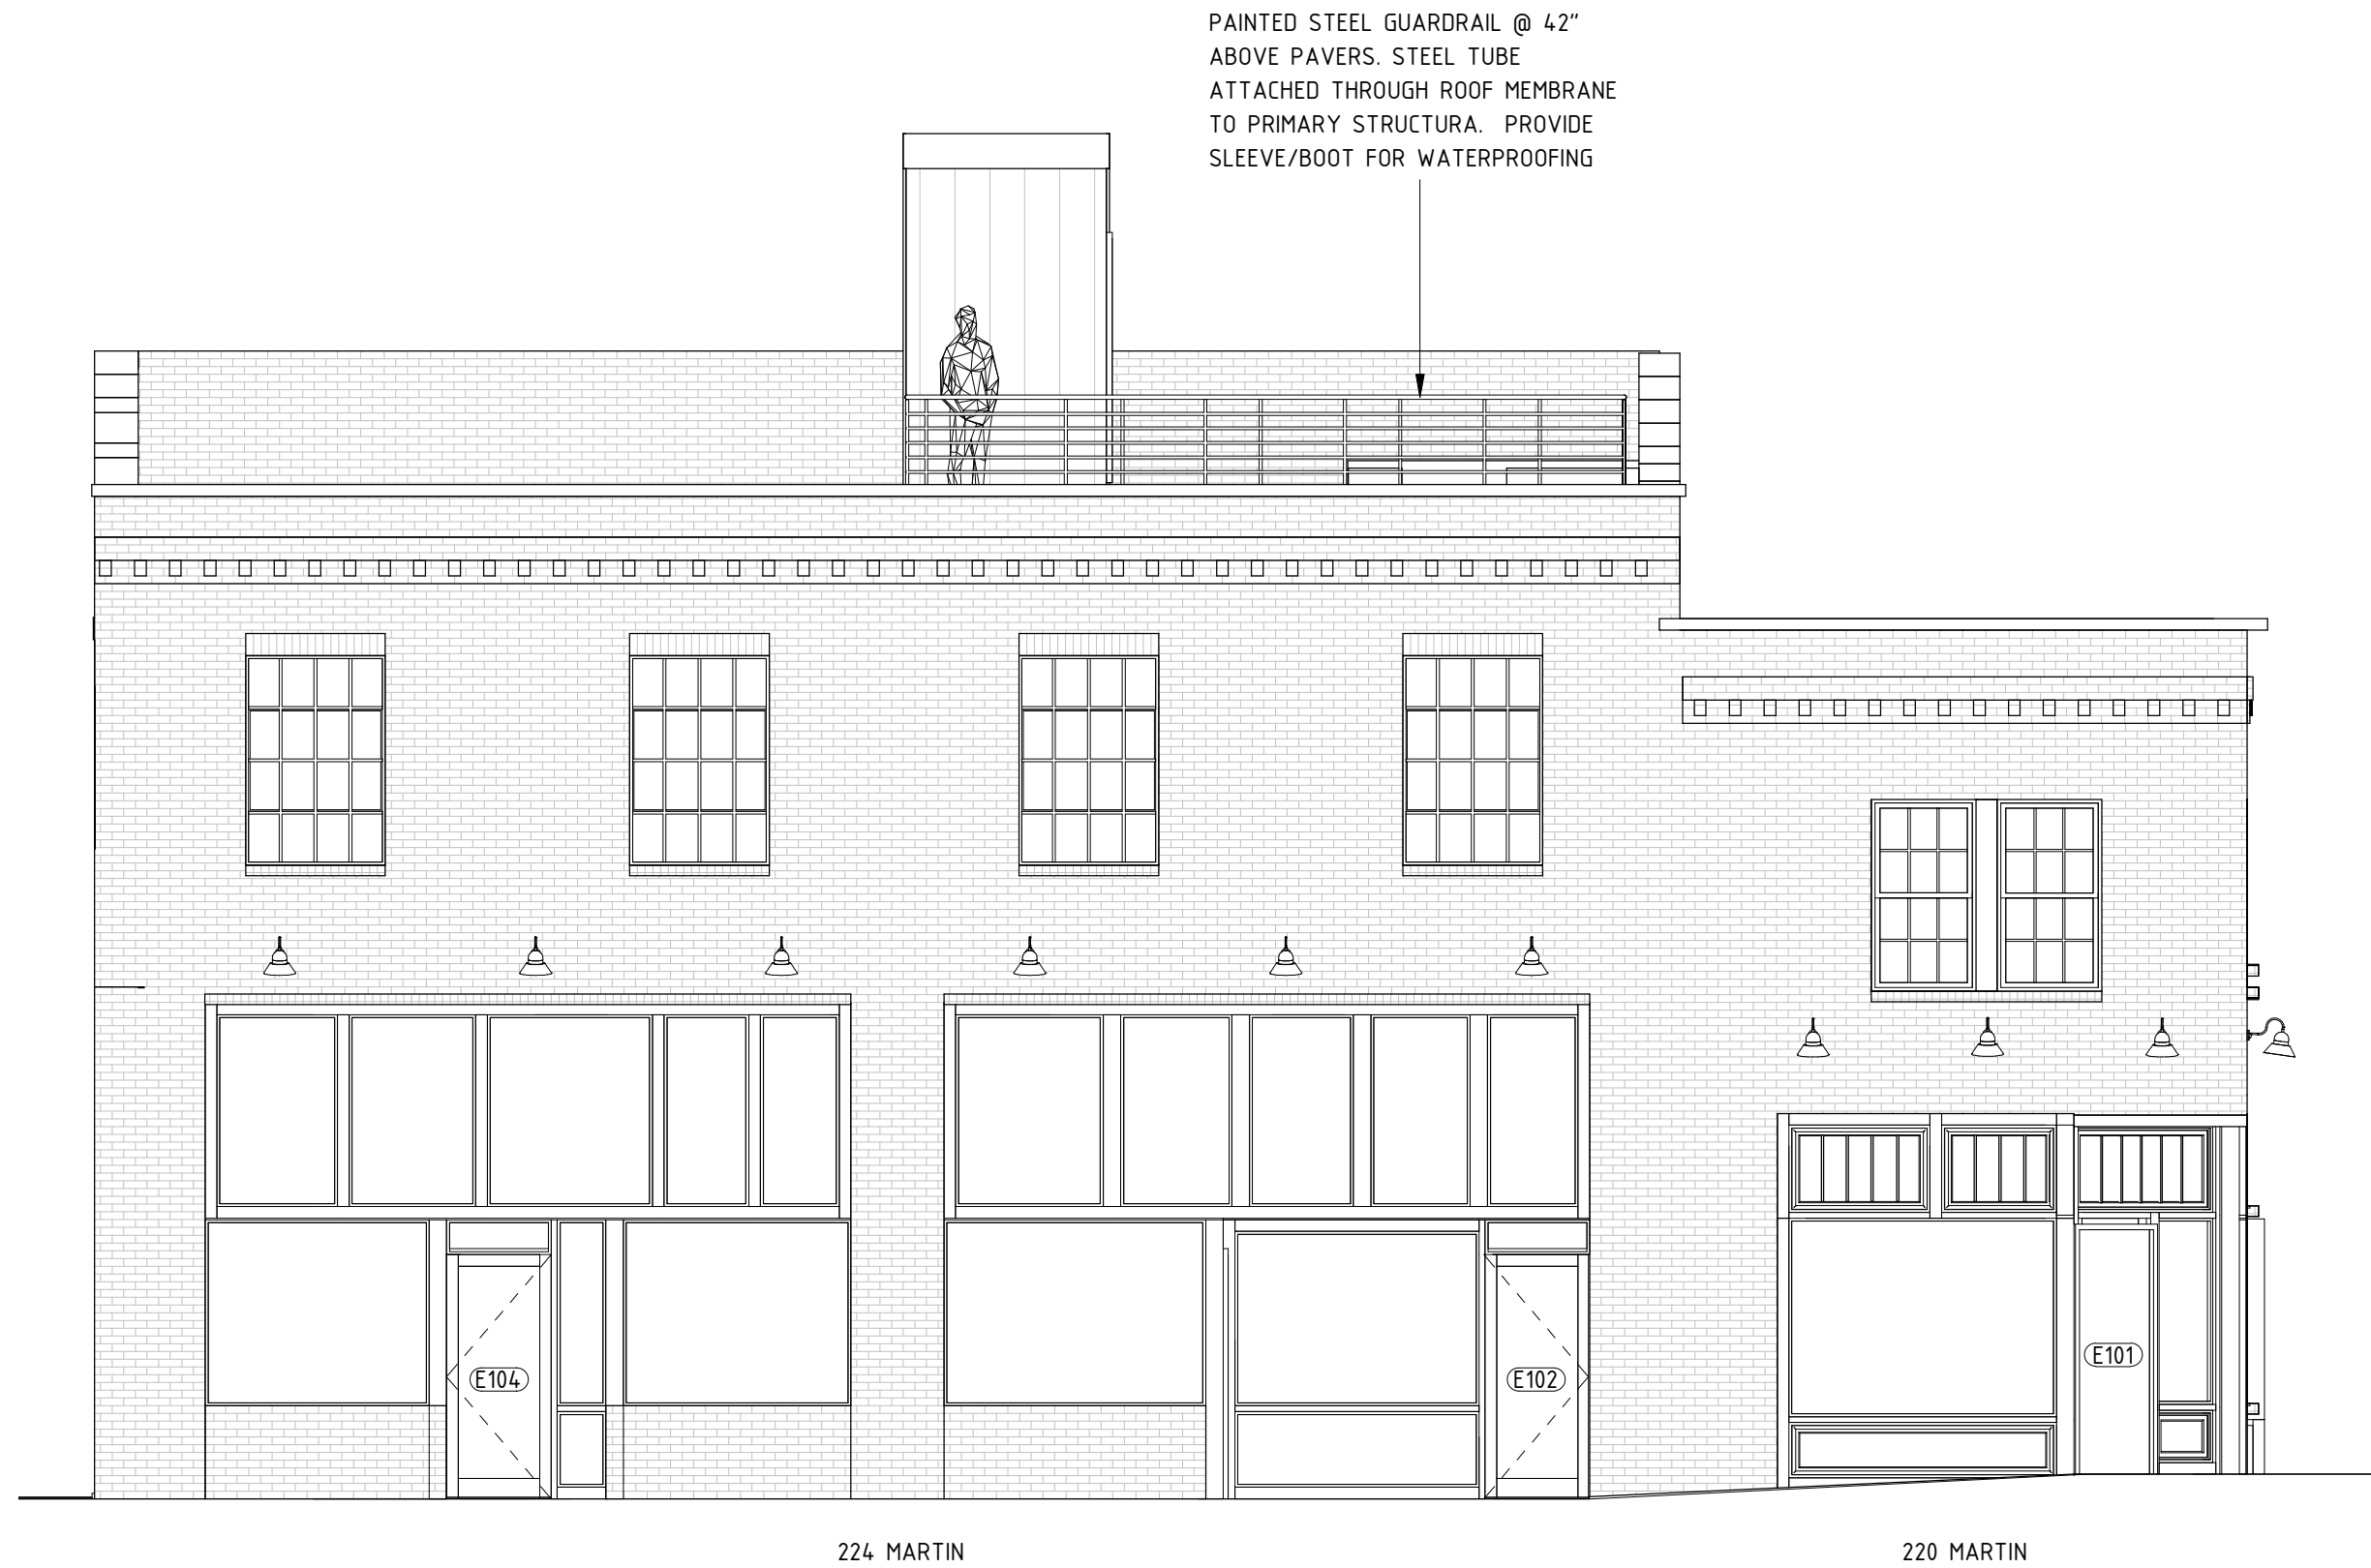 PAINTED STEEL GUARDRAIL @ 42"
ABOVE PAVERS. STEEL TUBE
ATTACHED THROUGH ROOF MEMBRANE
TO PRIMARY STRUCTURA. PROVIDE
SLEEVE/BOOT FOR WATERPROOFING
E104
E102
E101
224 MARTIN
220 MARTIN